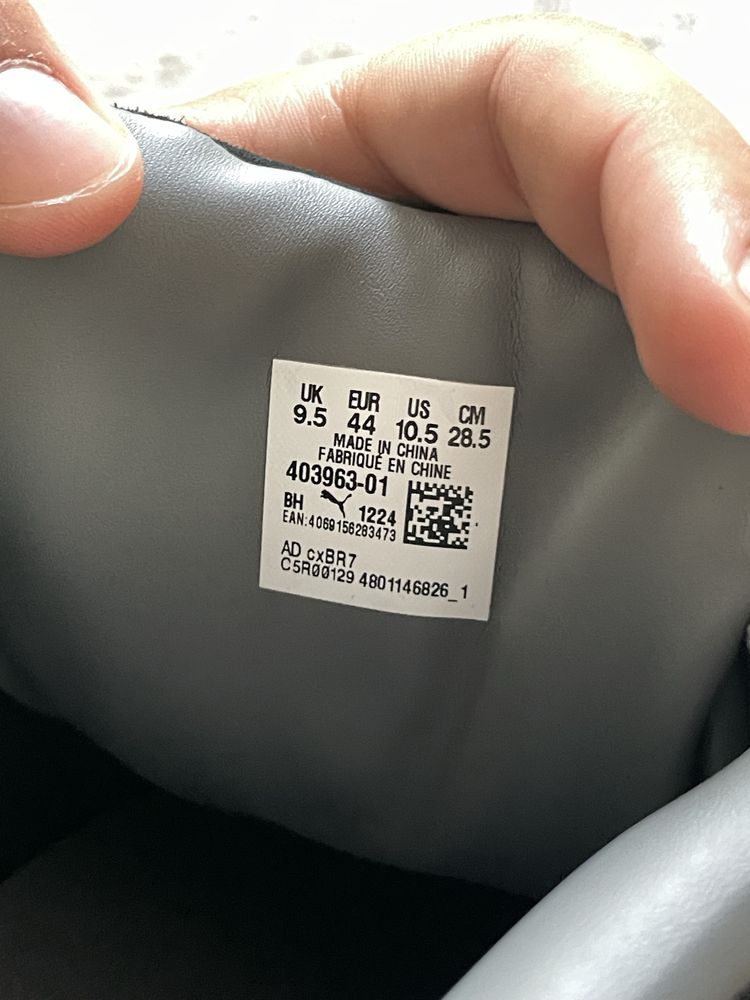 UK EUR US CM
9.5 44 10.5 28.5
MADE IN CHINA
FABRIQUÉ EN CHINE
403963-01
BH 1224
EAN:4069156283473
AD cxBR7
C5R00129 4801146826_1